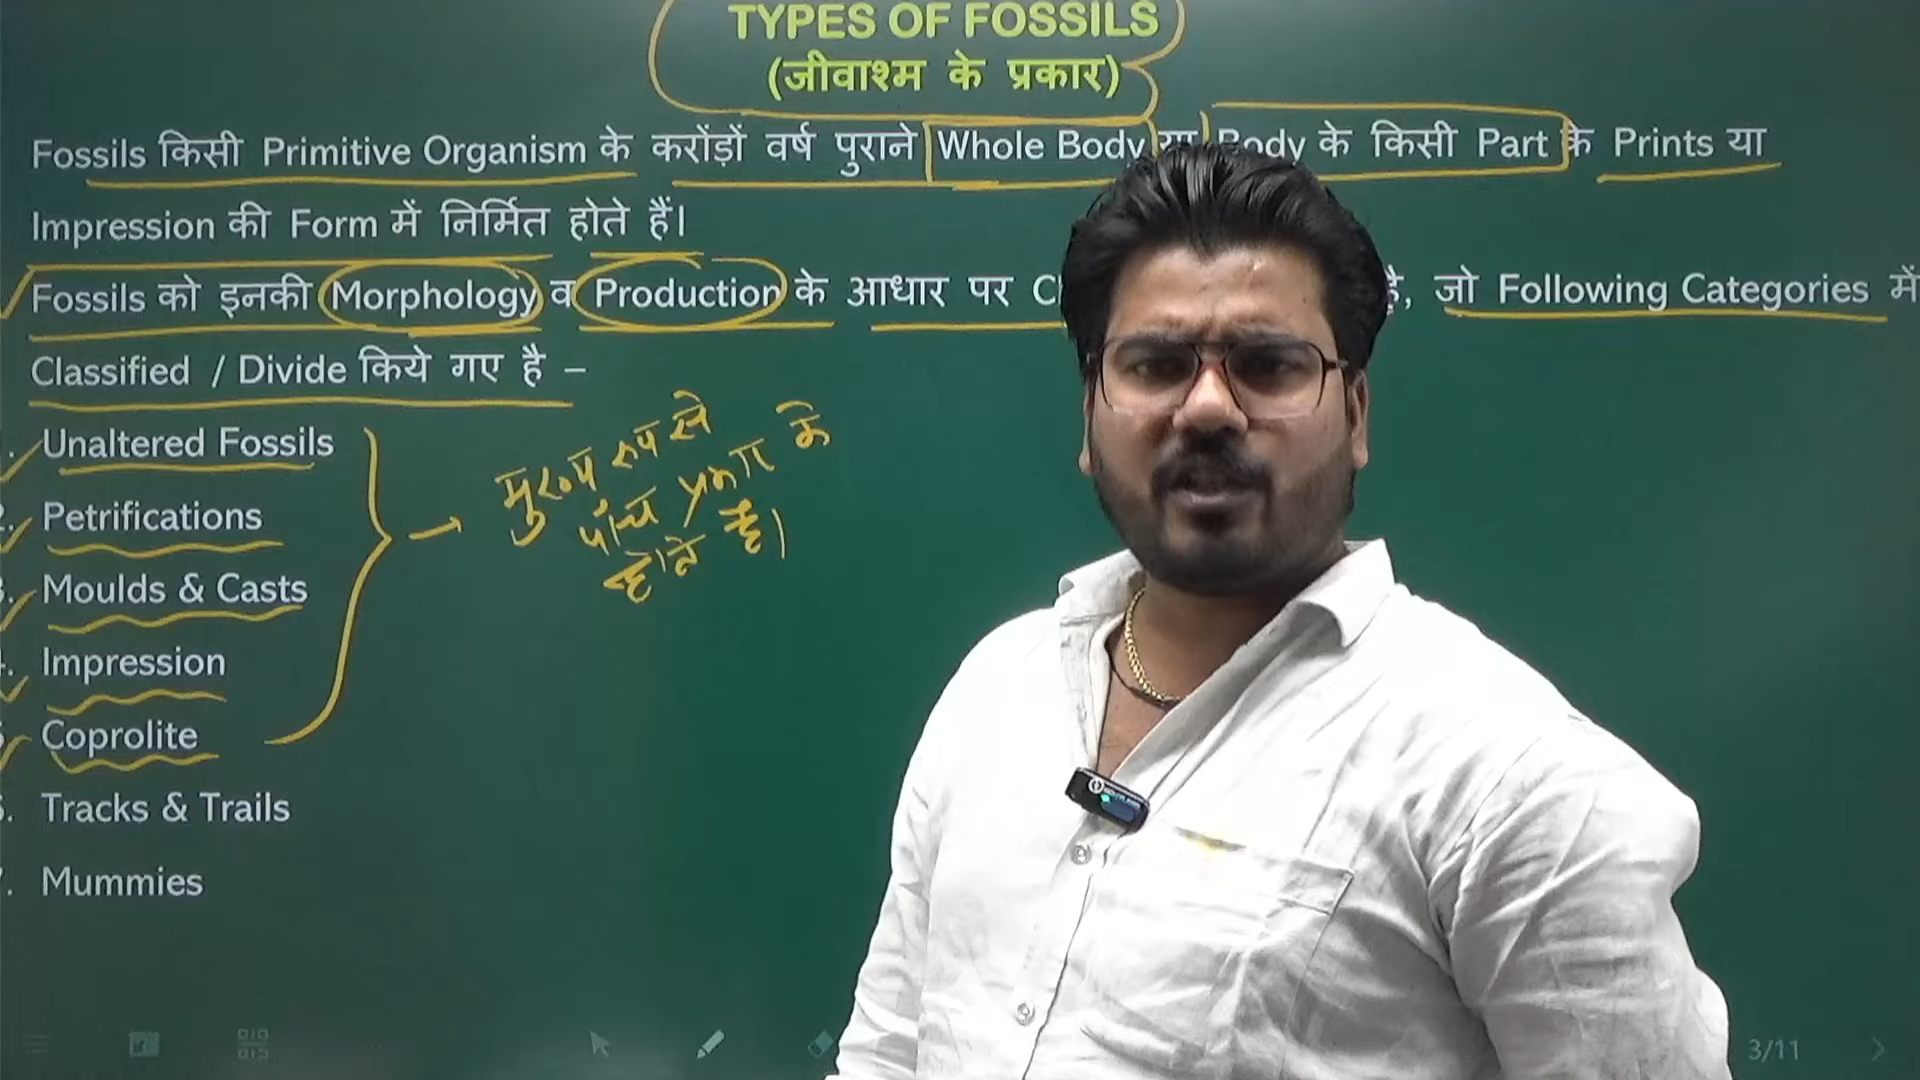 TYPES OF FOSSILS
(जीवाश्म के प्रकार)
Fossils किसी Primitive Organism के करोंड़ों वर्ष पुराने Whole Body या Body के किसी Part के Prints या
Impression की Form में निर्मित होते हैं।
Fossils को इनकी Morphology व Production के आधार पर है, जो Following Categories में
Classified / Divide किये गए है –
Unaltered Fossils
Petrifications
Moulds & Casts
Impression
Coprolite
Tracks & Trails
Mummies
मुख्य रूप से
पांच प्रकार के
होते है।
3/11